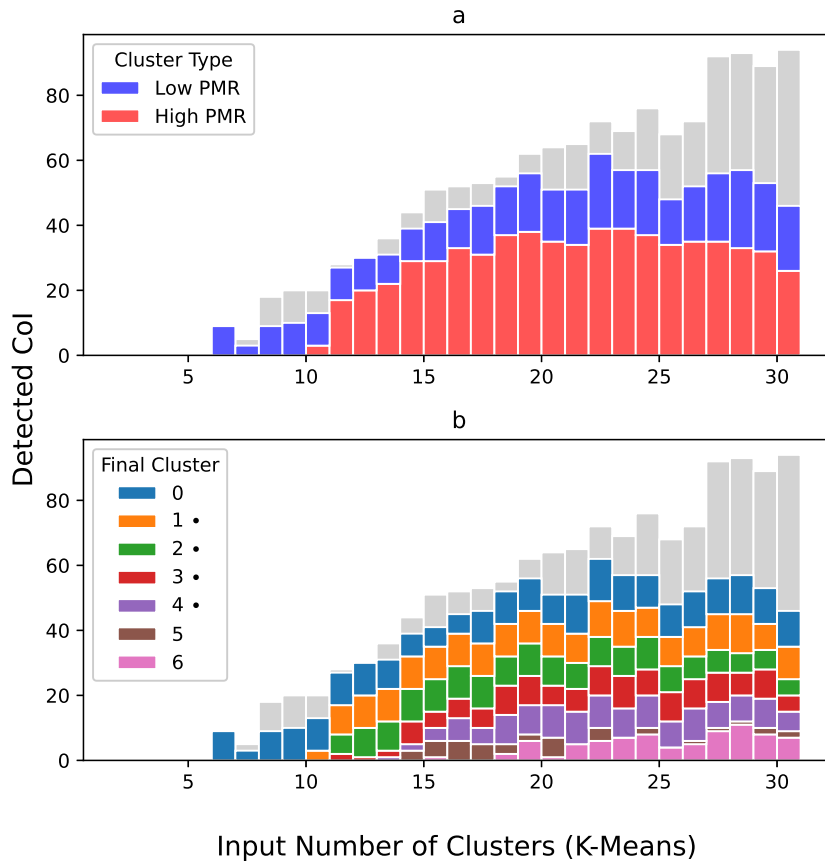 a
Cluster Type
Low PMR
High PMR
80
60
40
20
0
5 10 15 20 25 30
Detected CoI
b
Final Cluster
0
1 •
2 •
3 •
4 •
5
6
80
60
40
20
0
5 10 15 20 25 30
Input Number of Clusters (K-Means)